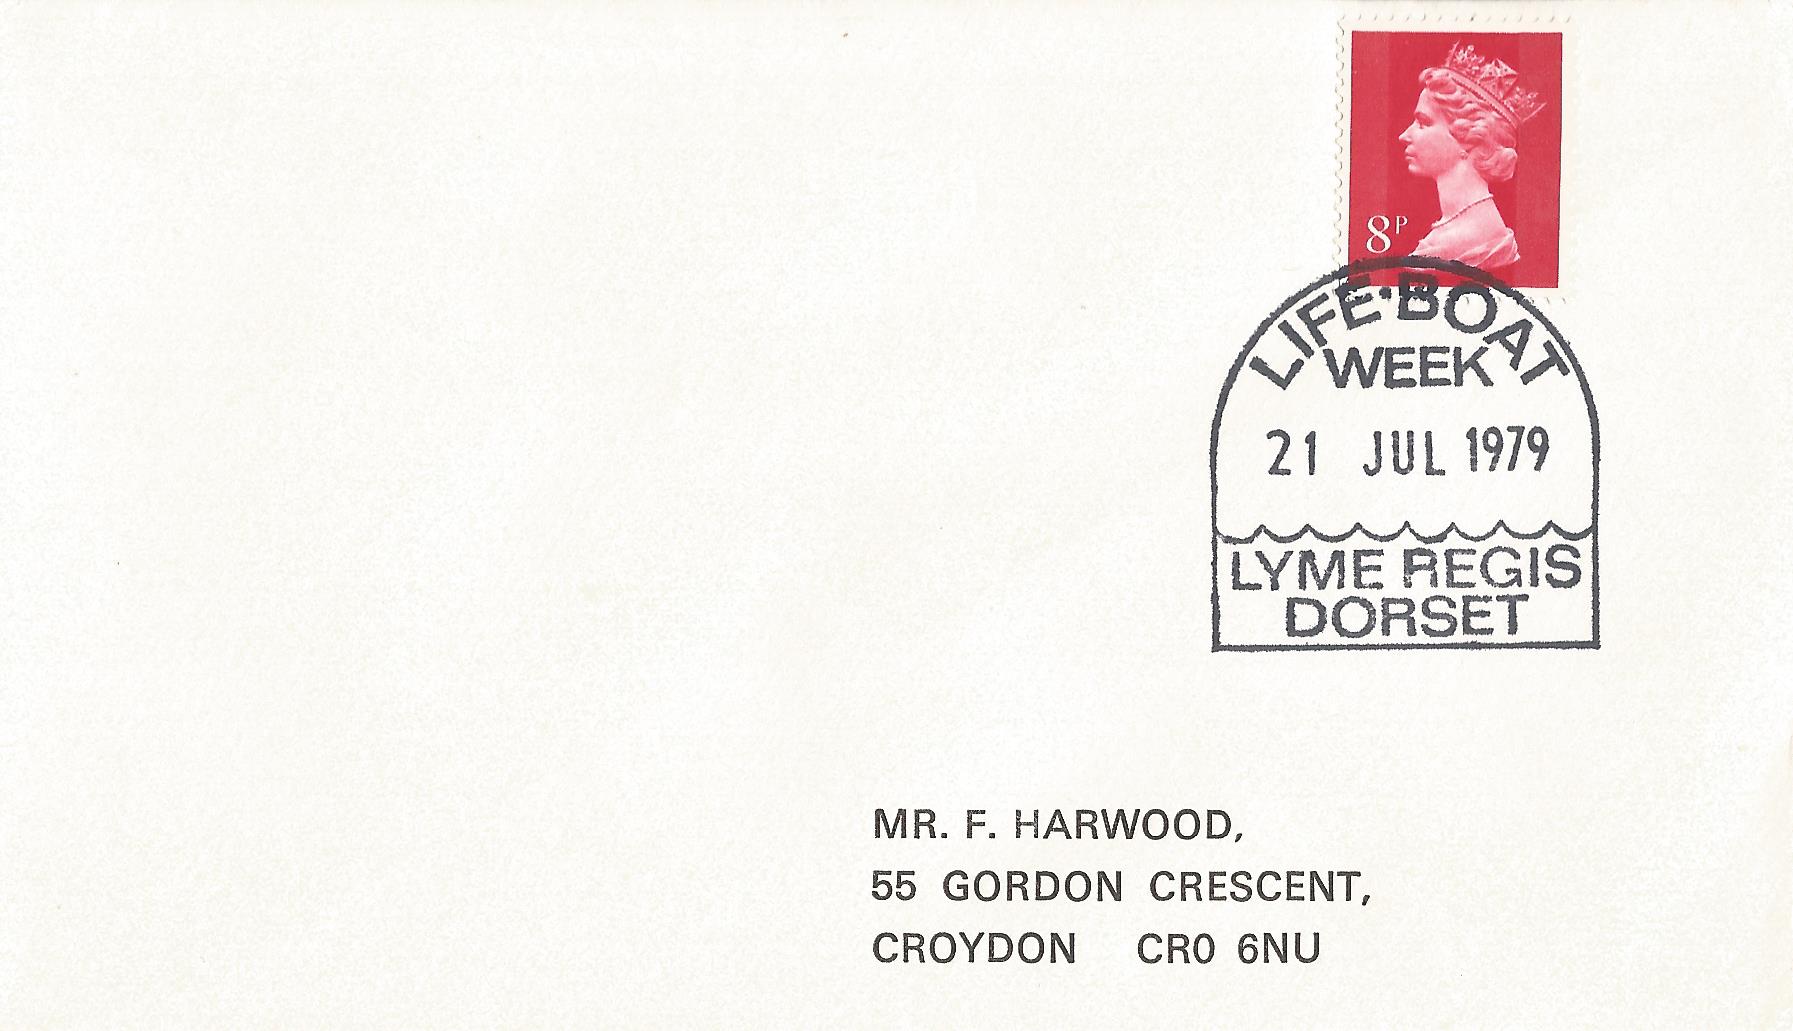 8P
LIFE-BOAT
WEEK
21 JUL 1979
LYME REGIS
DORSET
MR. F. HARWOOD,
55 GORDON CRESCENT,
CROYDON CR0 6NU